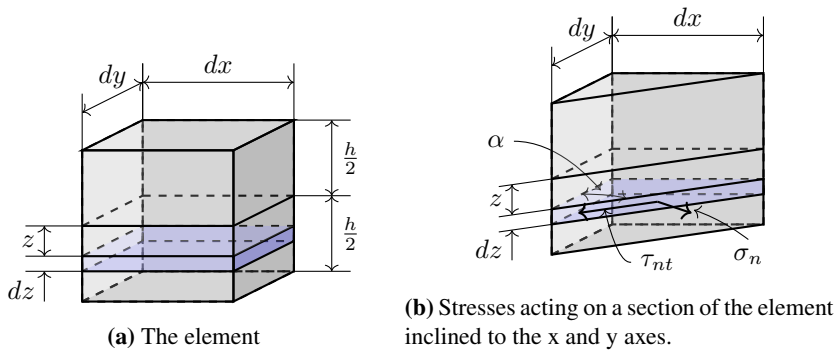 dy
dx
h
2
h
2
z
dz
(a) The element
dy
dx
α
z
dz
τnt
σn
(b) Stresses acting on a section of the element
inclined to the x and y axes.